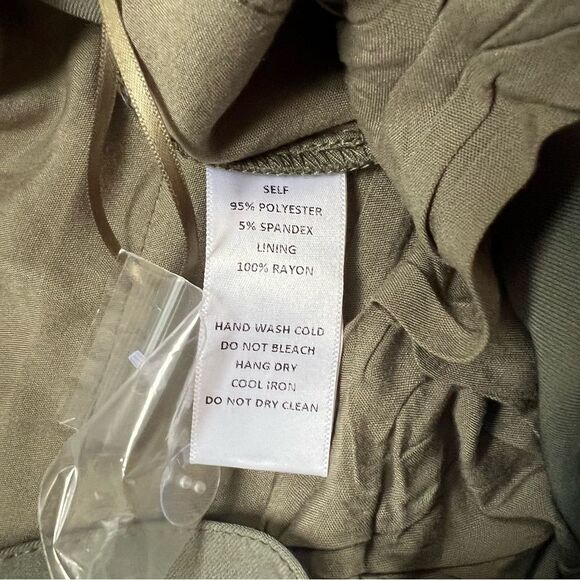 SELF
95% POLYESTER
5% SPANDEX
LINING
100% RAYON
HAND WASH COLD
DO NOT BLEACH
HANG DRY
COOL IRON
DO NOT DRY CLEAN